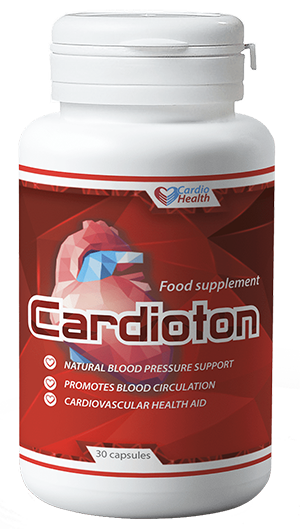 Cardio
Health
Food supplement
Cardioton
NATURAL BLOOD PRESSURE SUPPORT
PROMOTES BLOOD CIRCULATION
CARDIOVASCULAR HEALTH AID
30 capsules